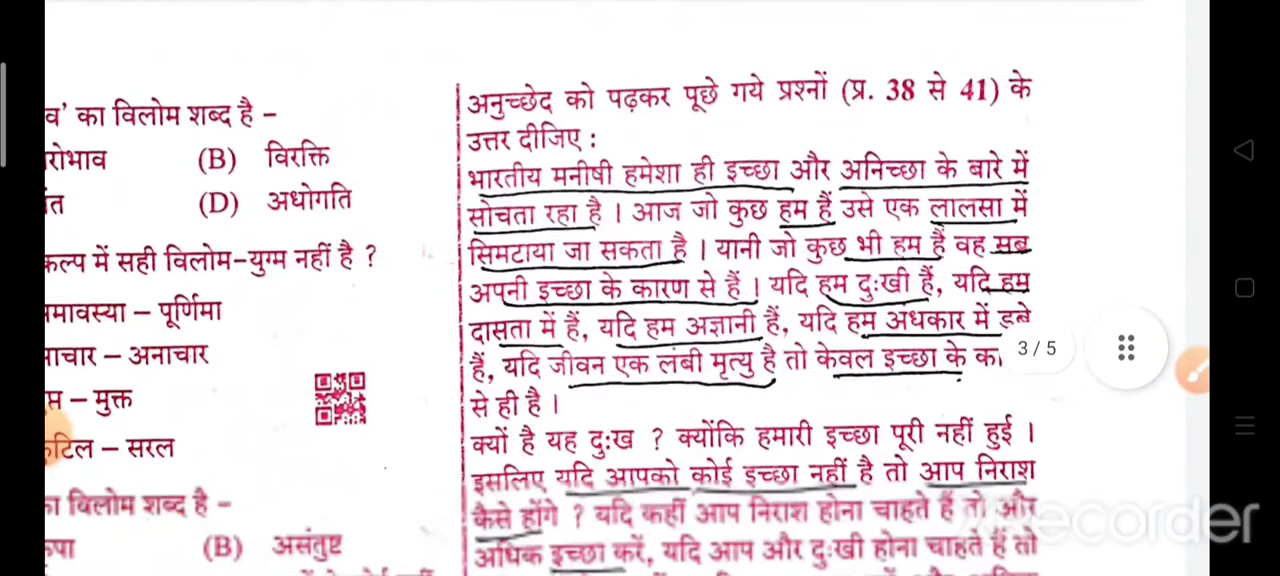 व' का विलोम शब्द है -
रोभाव (B) विरक्ति
त (D) अधोगति
कल्प में सही विलोम-युग्म नहीं है ?
मावस्या – पूर्णिमा
ाचार – अनाचार
– मुक्त
टिल – सरल
ा विलोम शब्द है -
पा (B) असंतुष्ट
अनुच्छेद को पढ़कर पूछे गये प्रश्नों (प्र. 38 से 41) के
उत्तर दीजिए :
भारतीय मनीषी हमेशा ही इच्छा और अनिच्छा के बारे में
सोचता रहा है । आज जो कुछ हम हैं उसे एक लालसा में
सिमटाया जा सकता है । यानी जो कुछ भी हम हैं वह सब
अपनी इच्छा के कारण से हैं । यदि हम दुःखी हैं, यदि हम
दासता में हैं, यदि हम अज्ञानी हैं, यदि हम अंधकार में डूबे
हैं, यदि जीवन एक लंबी मृत्यु है तो केवल इच्छा के का
से ही है ।
क्यों है यह दुःख ? क्योंकि हमारी इच्छा पूरी नहीं हुई ।
इसलिए यदि आपको कोई इच्छा नहीं है तो आप निराश
कैसे होंगे ? यदि कहीं आप निराश होना चाहते हैं तो और
अधिक इच्छा करें, यदि आप और दुःखी होना चाहते हैं तो
3 / 5
Recorder